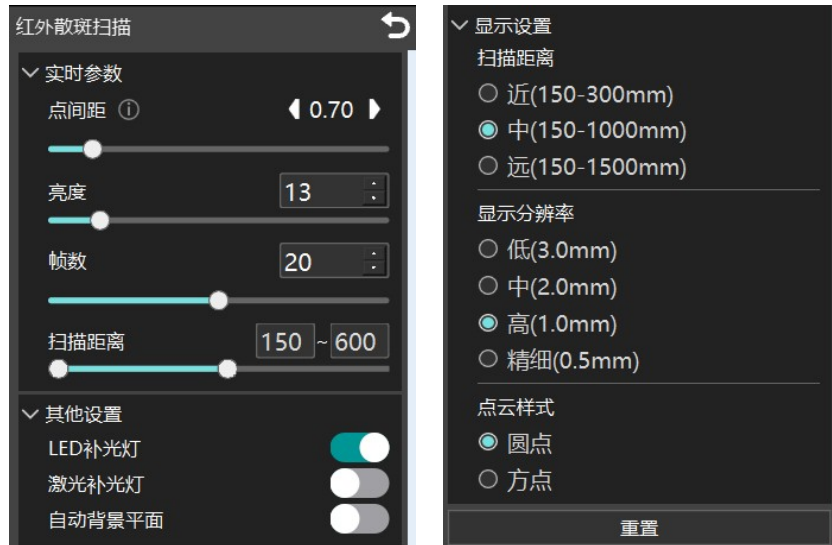 红外散斑扫描
实时参数
点间距
0.70
亮度
13
帧数
20
扫描距离
150 ~ 600
其他设置
LED补光灯
激光补光灯
自动背景平面
显示设置
扫描距离
近(150-300mm)
中(150-1000mm)
远(150-1500mm)
显示分辨率
低(3.0mm)
中(2.0mm)
高(1.0mm)
精细(0.5mm)
点云样式
圆点
方点
重置